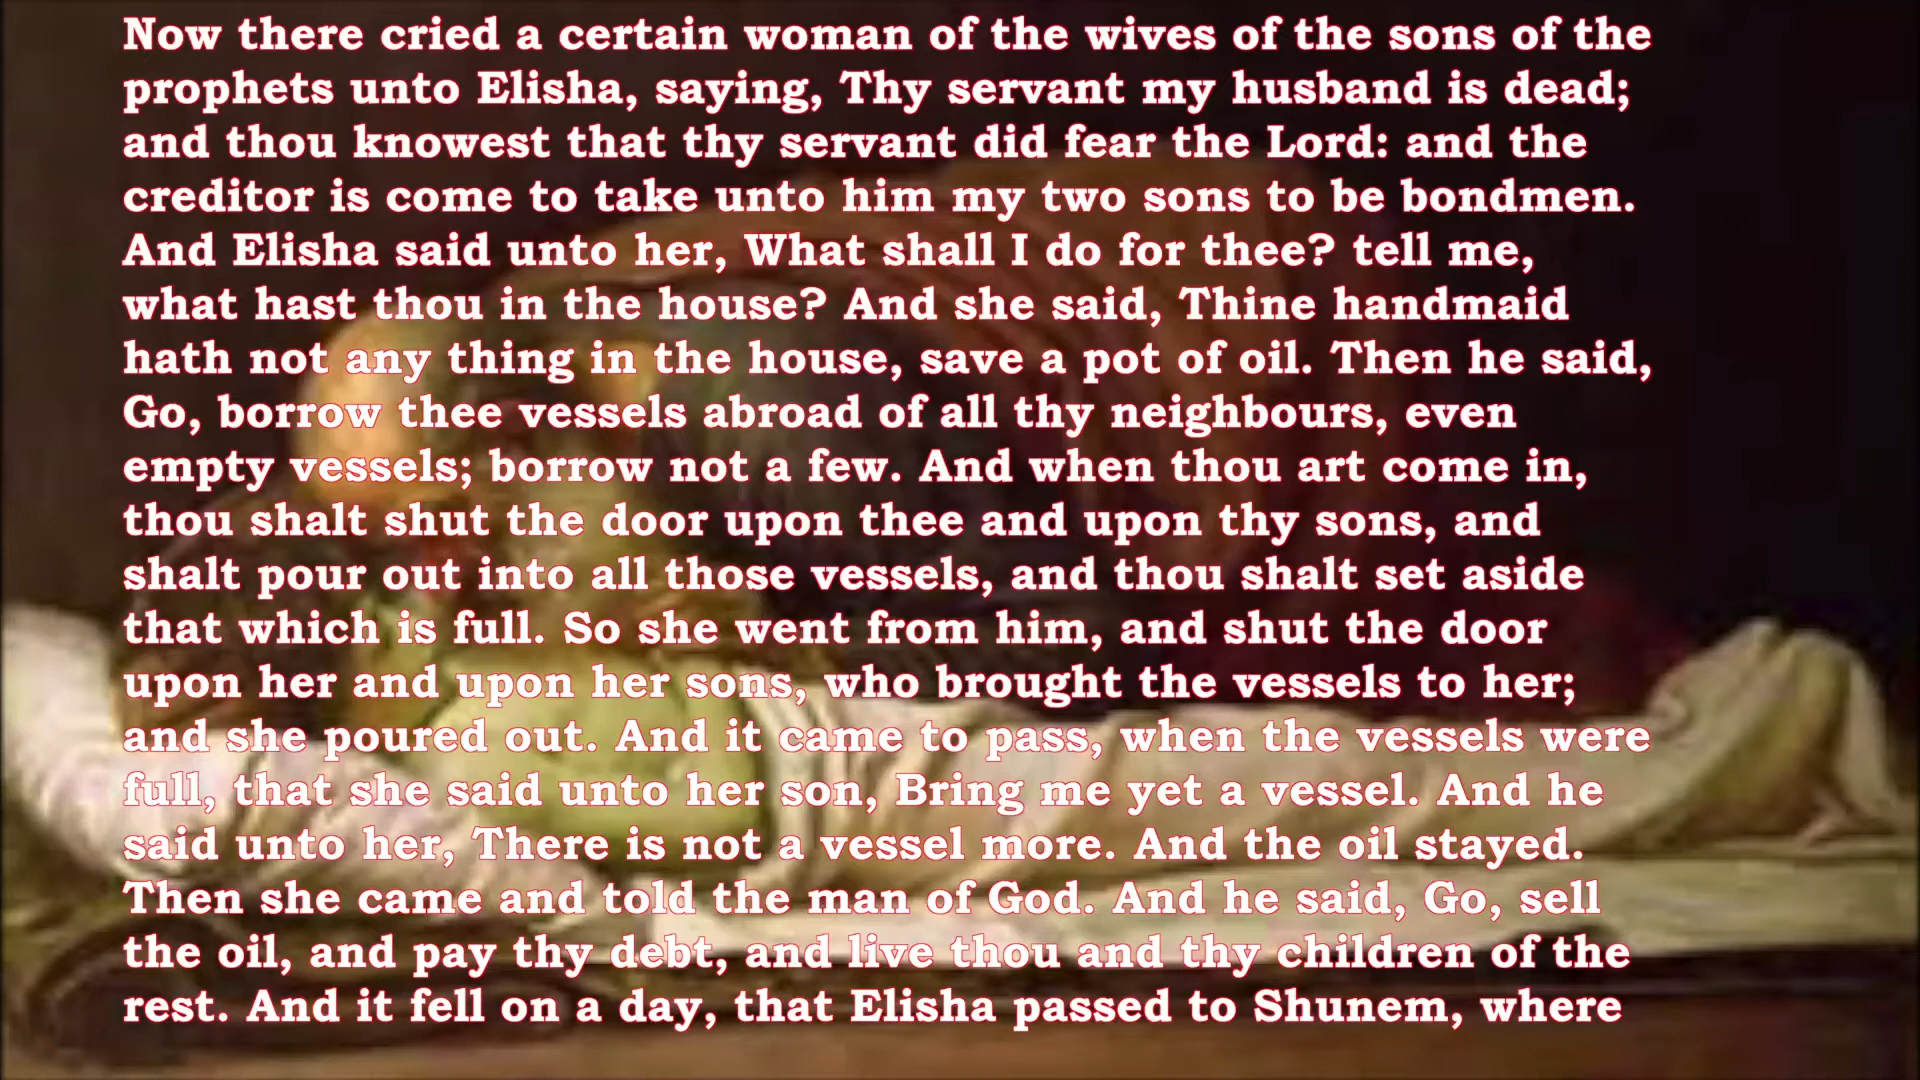 Now there cried a certain woman of the wives of the sons of the
prophets unto Elisha, saying, Thy servant my husband is dead;
and thou knowest that thy servant did fear the Lord: and the
creditor is come to take unto him my two sons to be bondmen.
And Elisha said unto her, What shall I do for thee? tell me,
what hast thou in the house? And she said, Thine handmaid
hath not any thing in the house, save a pot of oil. Then he said,
Go, borrow thee vessels abroad of all thy neighbours, even
empty vessels; borrow not a few. And when thou art come in,
thou shalt shut the door upon thee and upon thy sons, and
shalt pour out into all those vessels, and thou shalt set aside
that which is full. So she went from him, and shut the door
upon her and upon her sons, who brought the vessels to her;
and she poured out. And it came to pass, when the vessels were
full, that she said unto her son, Bring me yet a vessel. And he
said unto her, There is not a vessel more. And the oil stayed.
Then she came and told the man of God. And he said, Go, sell
the oil, and pay thy debt, and live thou and thy children of the
rest. And it fell on a day, that Elisha passed to Shunem, where